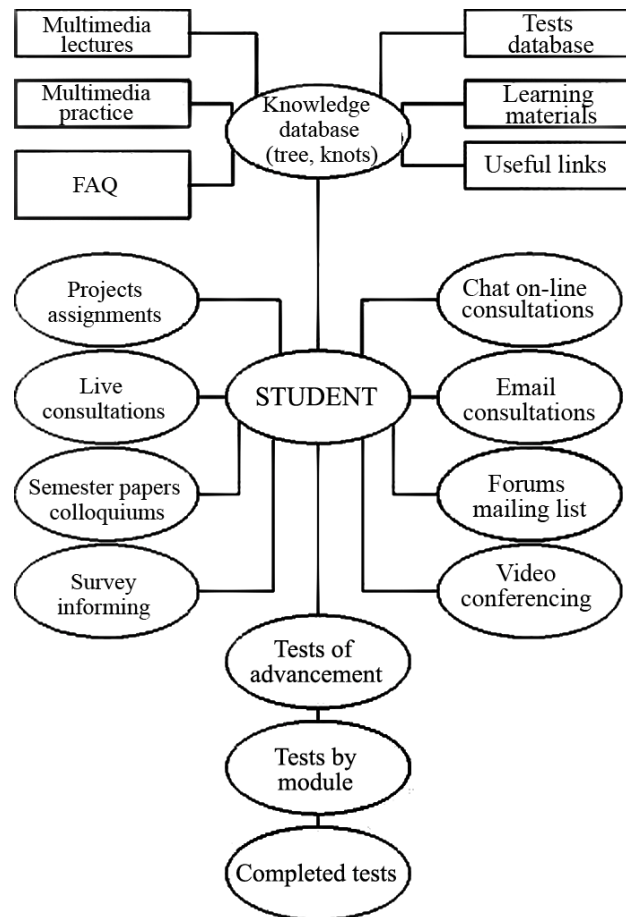 Multimedia
lectures
Tests
database
Multimedia
practice
Knowledge
database
(tree, knots)
Learning
materials
FAQ
Useful links
Projects
assignments
Chat on-line
consultations
Live
consultations
STUDENT
Email
consultations
Semester papers
colloquiums
Forums
mailing list
Survey
informing
Video
conferencing
Tests of
advancement
Tests by
module
Completed tests